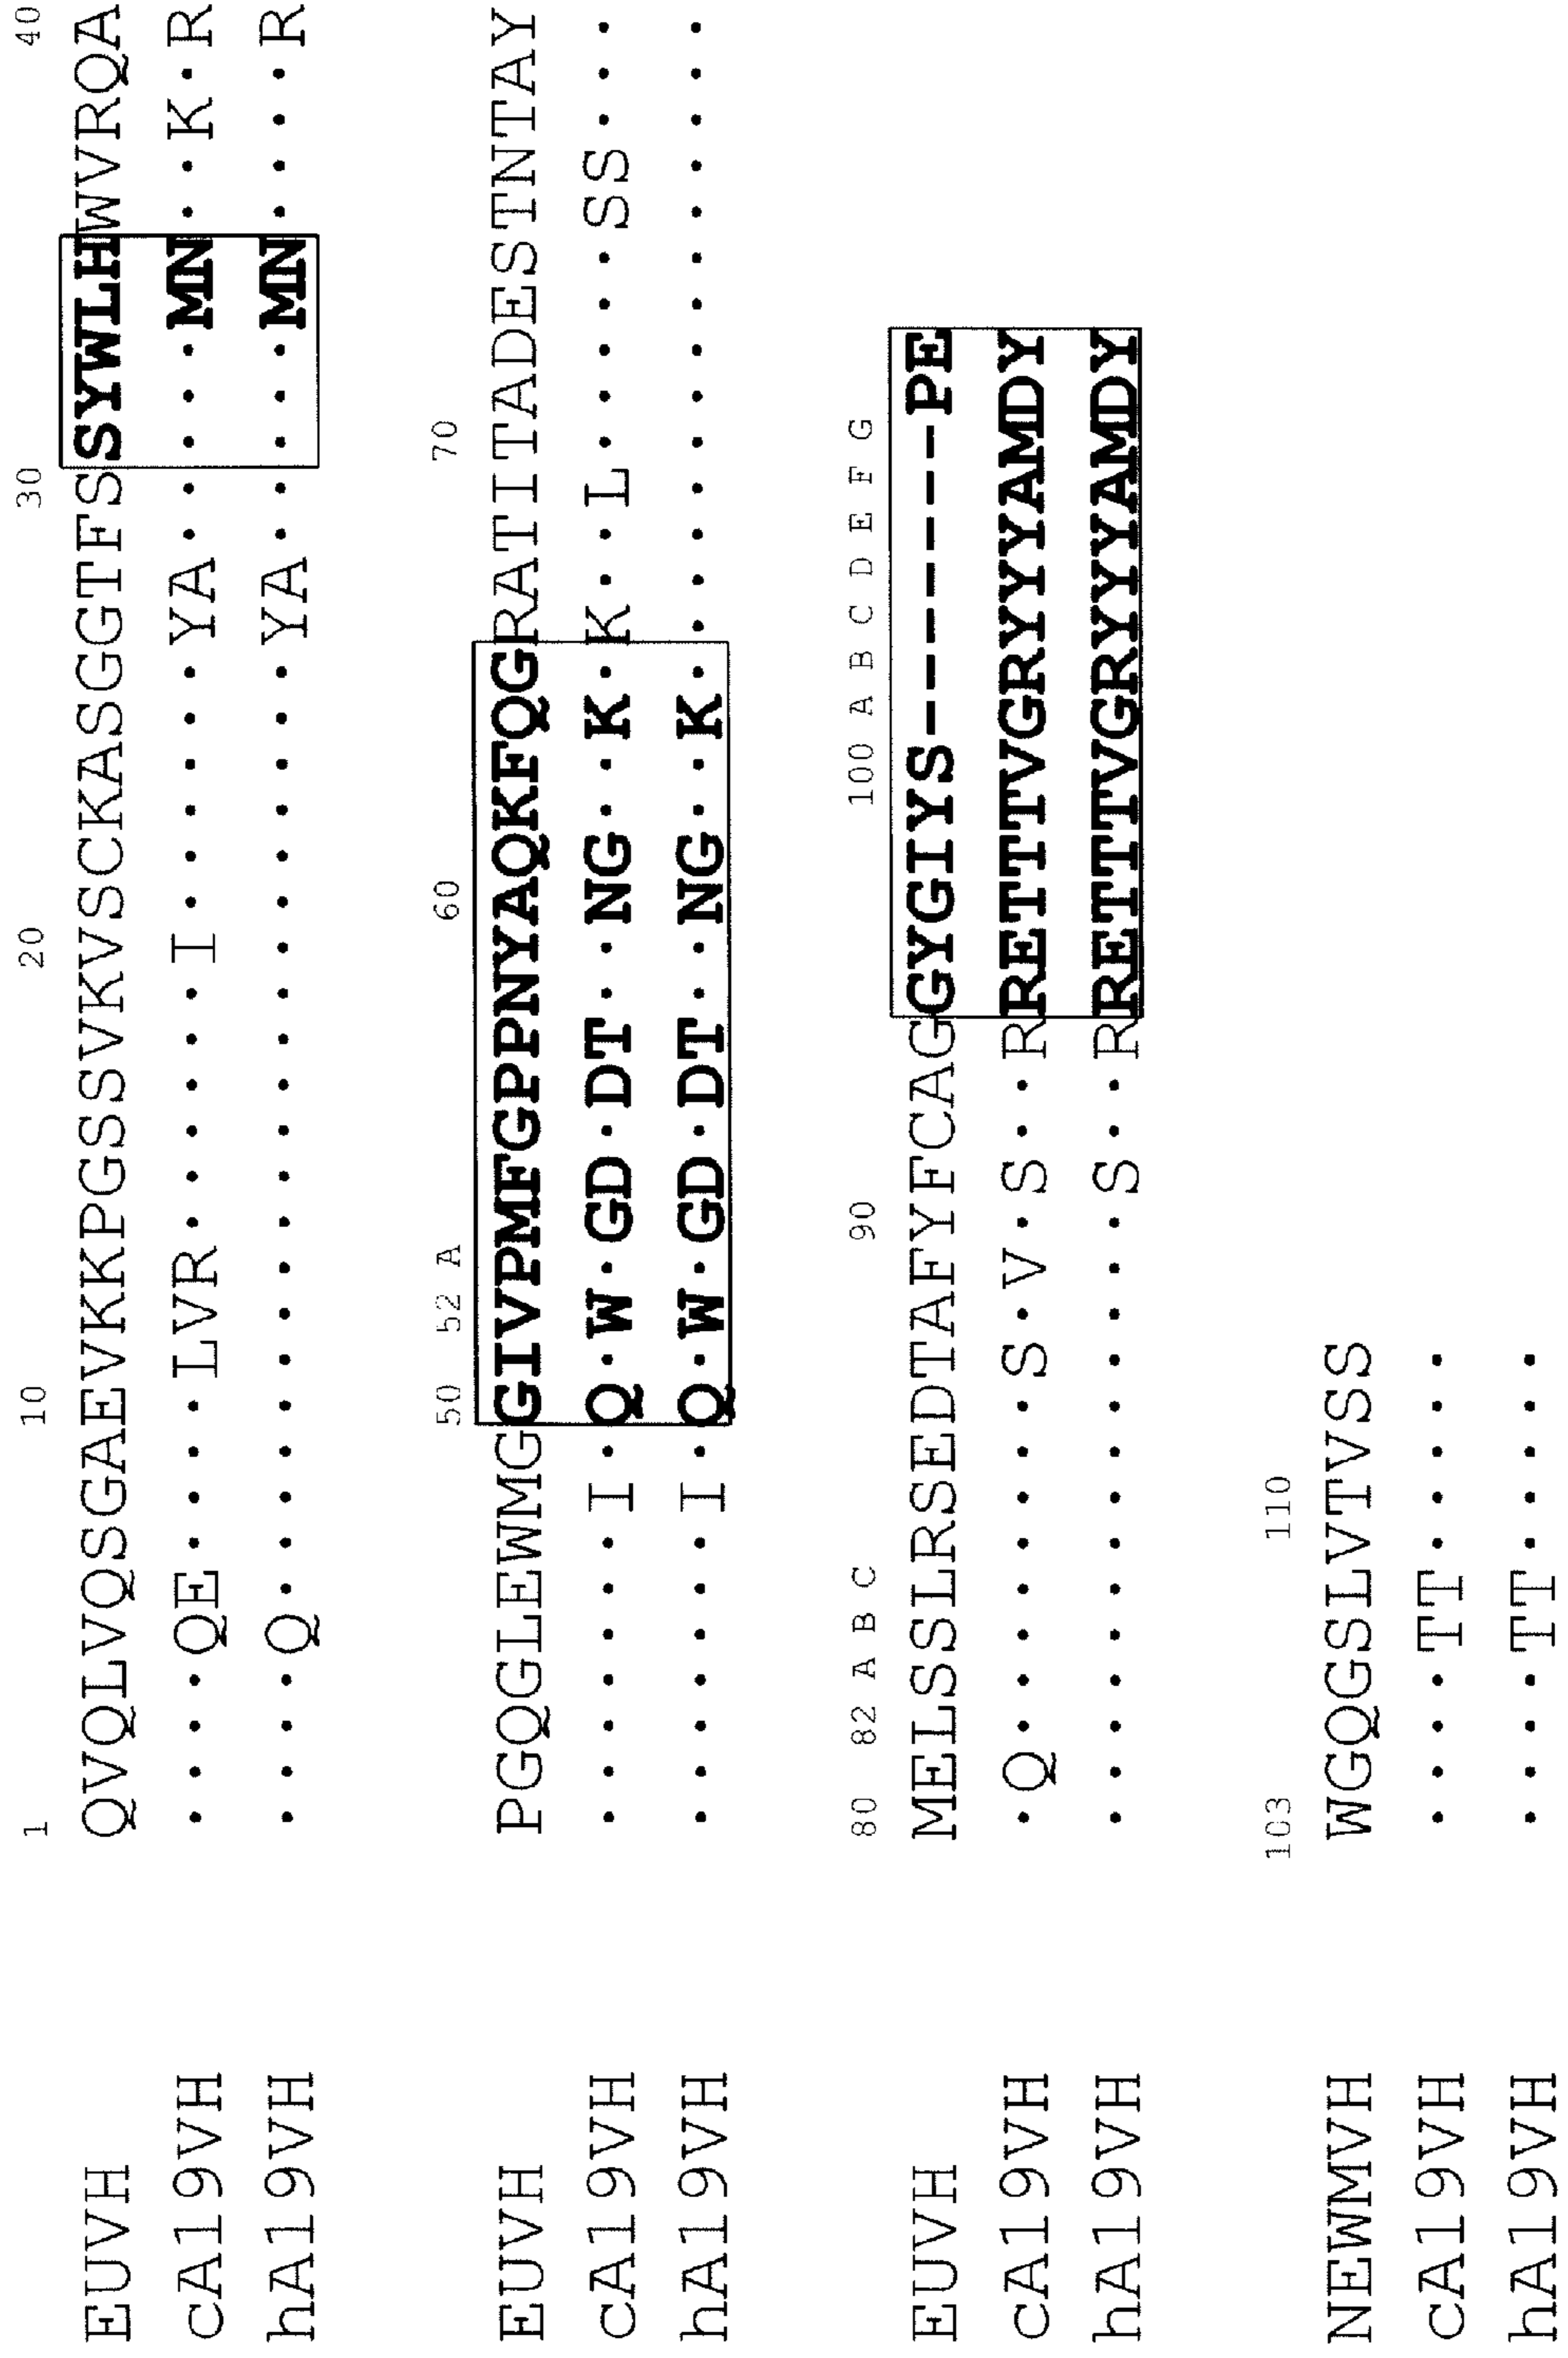 1 10 20 30 40
EUVH QVQLVQSGAEVKKPGSSVKVSCKASGGTFSSYWLHWVRQA
cA19VH ····QE····LVR······I······YA·····MN··K·R
hA19VH ····Q·····················YA·····MN····R
50 52 A 60 70
EUVH PGQGLEWMGGIVPMFGPPNYAQKFQGRATITADESTNTAY
cA19VH ·······I·Q·W·GD·DT··NG··K·K··L·····SS···
hA19VH ·······I·Q·W·GD·DT··NG··K···············
80 82 A B C 90 100 A B C D E F G
EUVH MELSSLRSEDTAFYFCAGGYGIYS-------PE
cA19VH ·Q········S·V·S··RRETTTVGRYYYAMDY
hA19VH ··············S··RRETTTVGRYYYAMDY
103 110
NEWMVH WGQGSLVTVSS
cA19VH ····TT·····
hA19VH ····TT·····